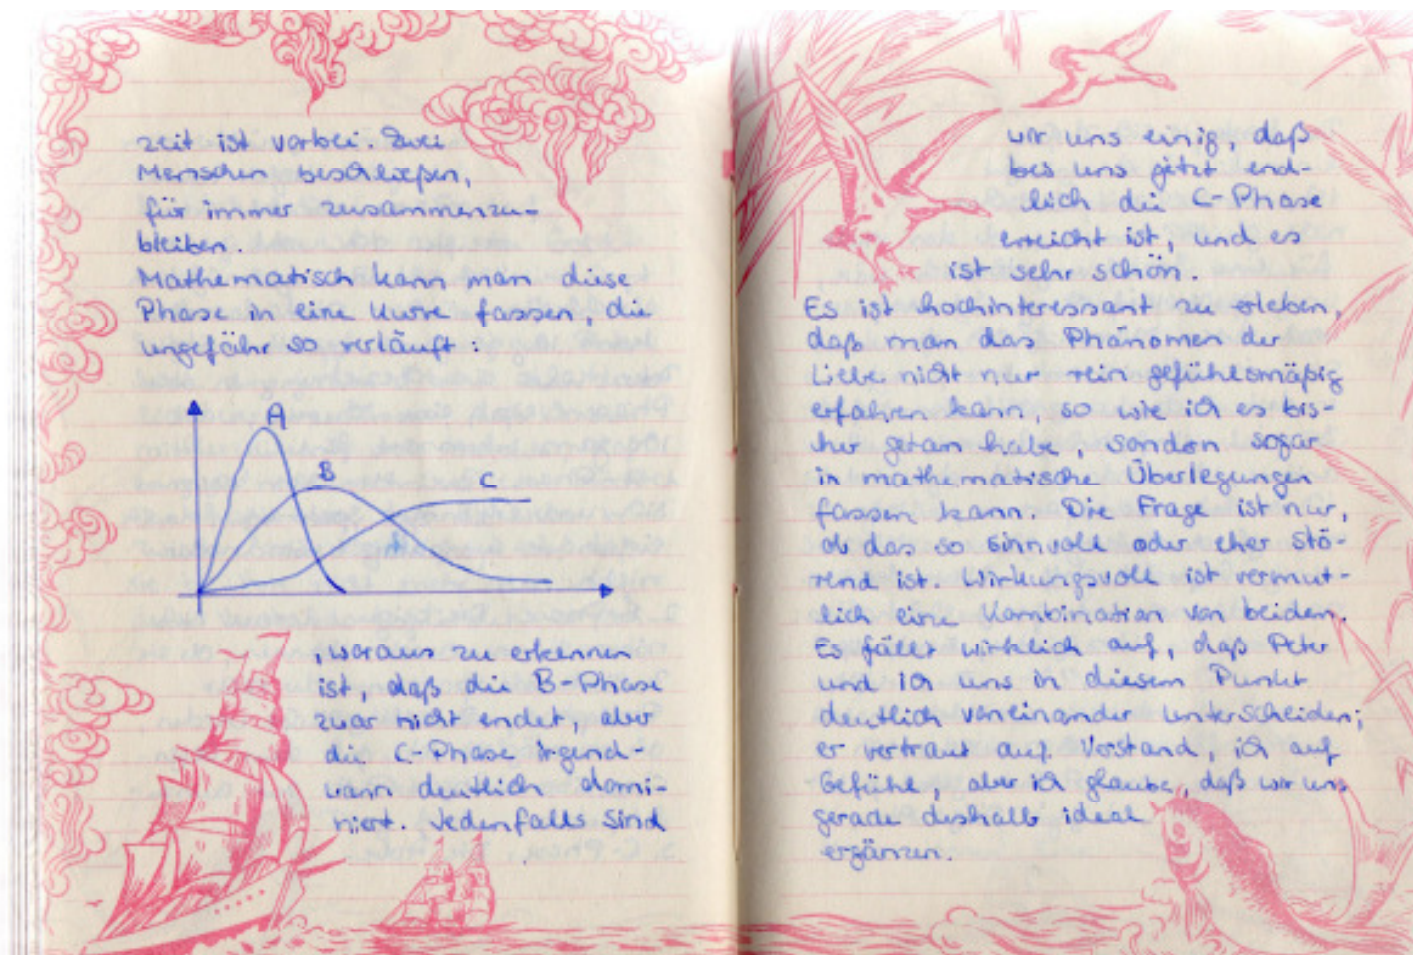 zeit ist vorbei. Zwei
Menschen beschließen,
für immer zusammenzu-
bleiben.
Mathematisch kann man diese
Phase in eine Kurve fassen, die
ungefähr so verläuft:
A
B
C
, woraus zu erkennen
ist, daß die B-Phase
zwar nicht endet, aber
die C-Phase irgend-
wann deutlich domi-
niert. Jedenfalls sind
wir uns einig, daß
bei uns jetzt end-
lich die C-Phase
erreicht ist, und es
ist sehr schön.
Es ist hochinteressant zu erleben,
daß man das Phänomen der
Liebe nicht nur rein gefühlsmäßig
erfahren kann, so wie ich es bis-
her getan habe, sondern sogar
in mathematische Überlegungen
fassen kann. Die Frage ist nur,
ob das so sinnvoll oder eher stö-
rend ist. Wirkungsvoll ist vermut-
lich eine Kombination von beiden.
Es fällt wirklich auf, daß Peter
und ich uns in diesem Punkt
deutlich voneinander unterscheiden;
er vertraut auf Verstand, ich auf
Gefühl, aber ich glaube, daß wir uns
gerade deshalb ideal
ergänzen.